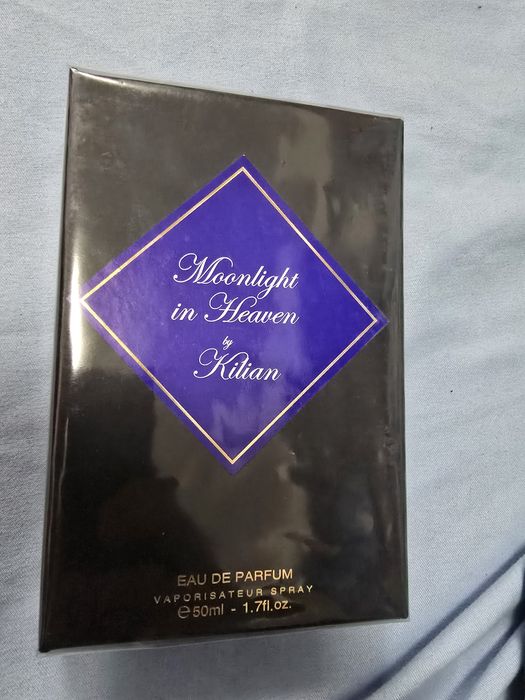 Moonlight
in Heaven
by
Kilian
EAU DE PARFUM
VAPORISATEUR SPRAY
e 50ml - 1.7fl.oz.